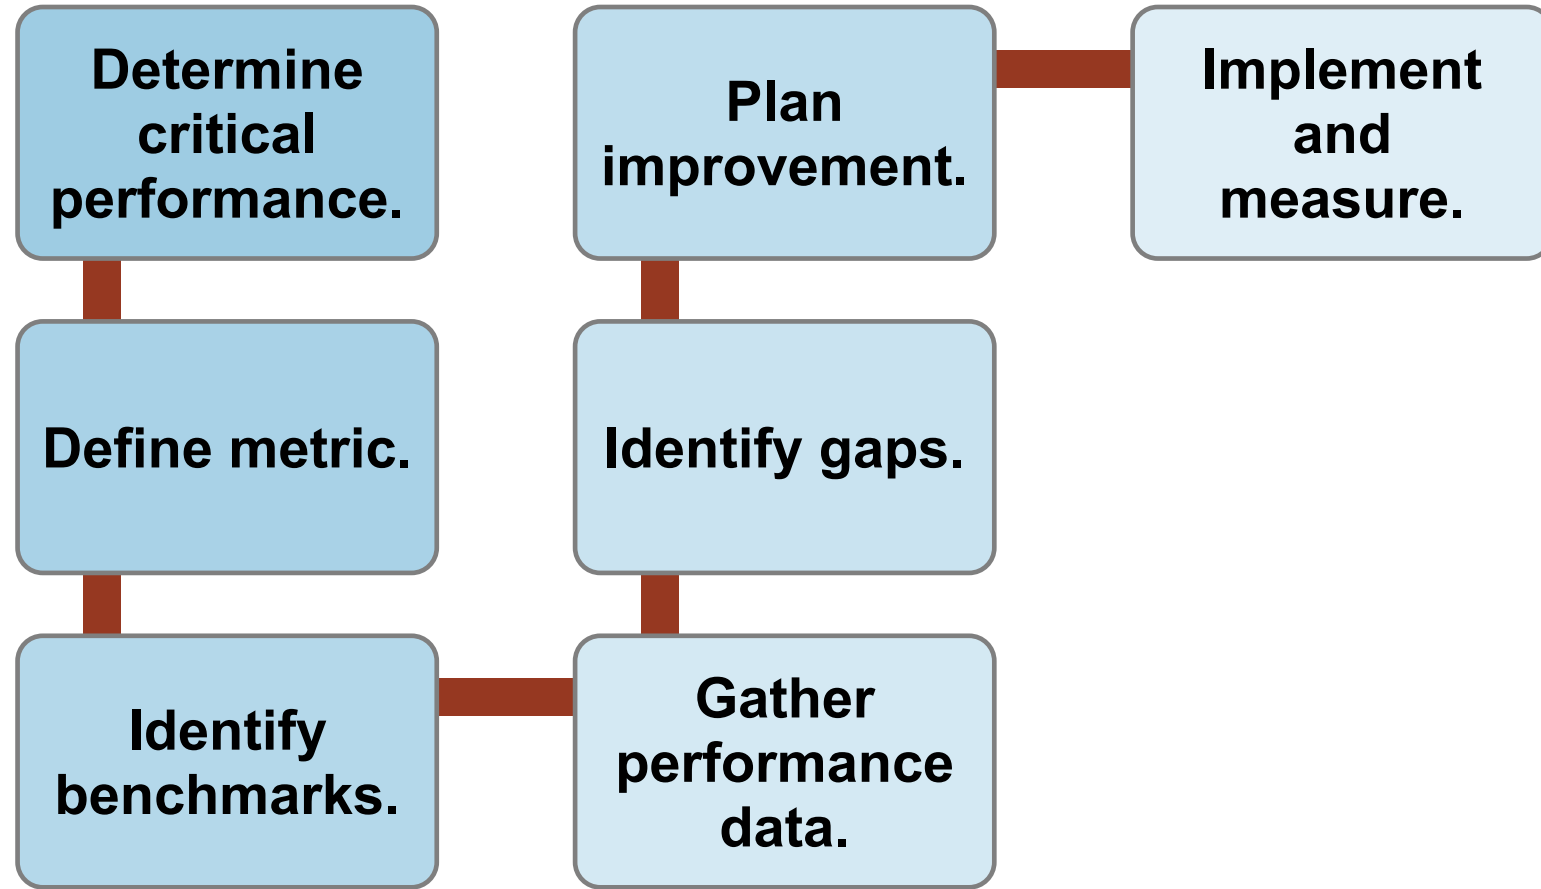 Determine
critical
performance.
Define metric.
Identify
benchmarks.
Gather
performance
data.
Identify gaps.
Plan
improvement.
Implement
and
measure.